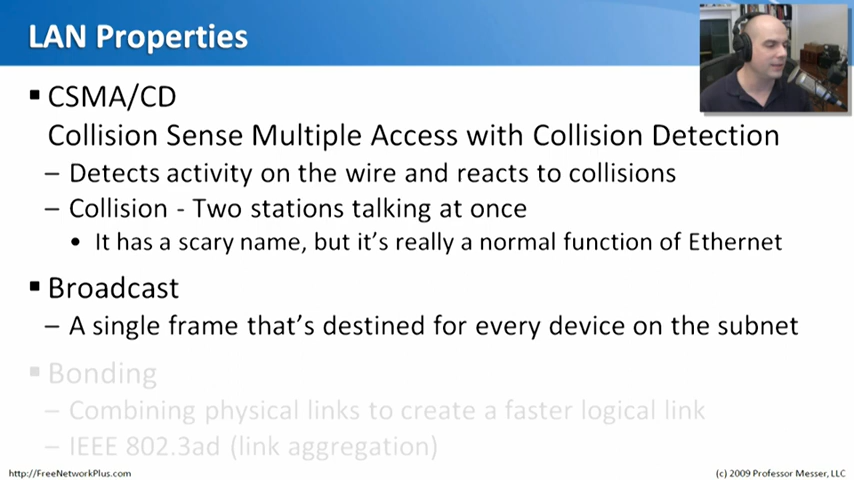 LAN Properties
▪ CSMA/CD
Collision Sense Multiple Access with Collision Detection
– Detects activity on the wire and reacts to collisions
– Collision - Two stations talking at once
• It has a scary name, but it's really a normal function of Ethernet
▪ Broadcast
– A single frame that's destined for every device on the subnet
▪ Bonding
– Combining physical links to create a faster logical link
– IEEE 802.3ad (link aggregation)
http://FreeNetworkPlus.com
(c) 2009 Professor Messer, LLC